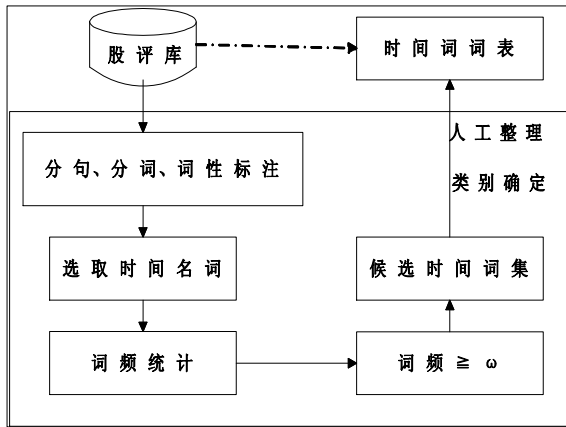 股评库
时间词词表
人工整理
类别确定
分句、分词、词性标注
选取时间名词
候选时间词集
词频统计
词频≧ω